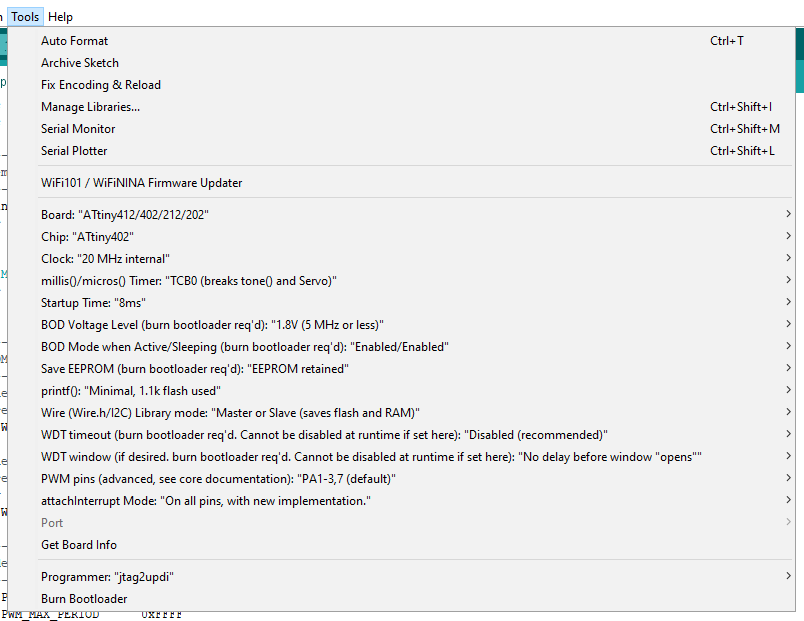 Tools Help
Auto Format Ctrl+T
Archive Sketch
Fix Encoding & Reload
Manage Libraries... Ctrl+Shift+I
Serial Monitor Ctrl+Shift+M
Serial Plotter Ctrl+Shift+L
WiFi101 / WiFiNINA Firmware Updater
Board: "ATtiny412/402/212/202"
Chip: "ATtiny402"
Clock: "20 MHz internal"
millis()/micros() Timer: "TCB0 (breaks tone() and Servo)"
Startup Time: "8ms"
BOD Voltage Level (burn bootloader req'd): "1.8V (5 MHz or less)"
BOD Mode when Active/Sleeping (burn bootloader req'd): "Enabled/Enabled"
Save EEPROM (burn bootloader req'd): "EEPROM retained"
printf(): "Minimal, 1.1k flash used"
Wire (Wire.h/I2C) Library mode: "Master or Slave (saves flash and RAM)"
WDT timeout (burn bootloader req'd. Cannot be disabled at runtime if set here): "Disabled (recommended)"
WDT window (if desired. burn bootloader req'd. Cannot be disabled at runtime if set here): "No delay before window "opens""
PWM pins (advanced, see core documentation): "PA1-3,7 (default)"
attachInterrupt Mode: "On all pins, with new implementation."
Port
Get Board Info
Programmer: "jtag2updi"
Burn Bootloader
PWM_MAX_PERIOD 0xFFFF